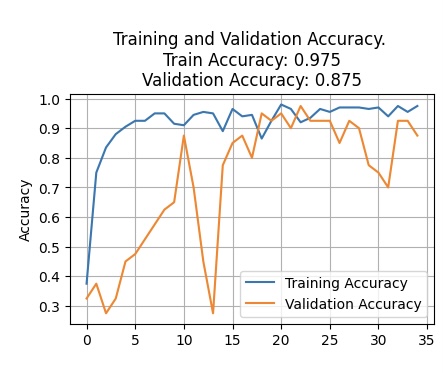 Training and Validation Accuracy.
Train Accuracy: 0.975
Validation Accuracy: 0.875
1.0
0.9
0.8
0.7
0.6
0.5
0.4
0.3
Accuracy
Training Accuracy
Validation Accuracy
0 5 10 15 20 25 30 35